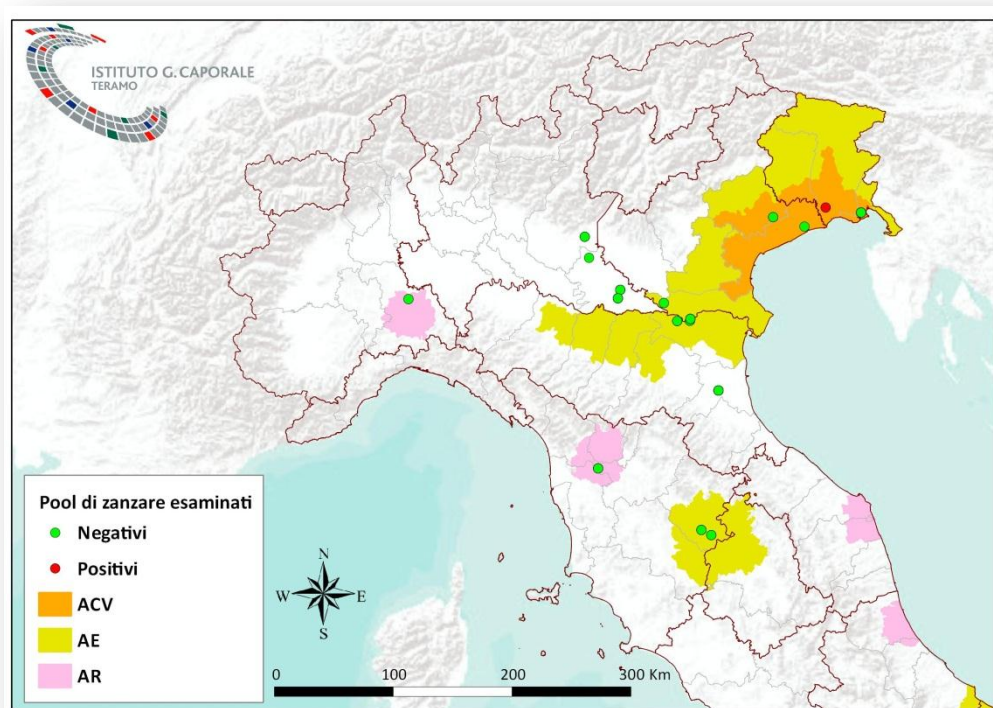 ISTITUTO G. CAPORALE
TERAMO
Pool di zanzare esaminati
Negativi
Positivi
ACV
AE
AR
N
W E
S
0 100 200 300 Km